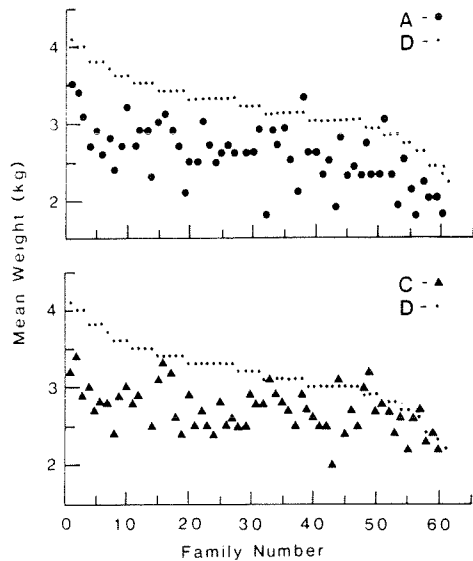 A - ●
D - ···
4
3
2
Mean Weight (kg)
C - ▲
D - ···
4
3
2
0 10 20 30 40 50 60
Family Number